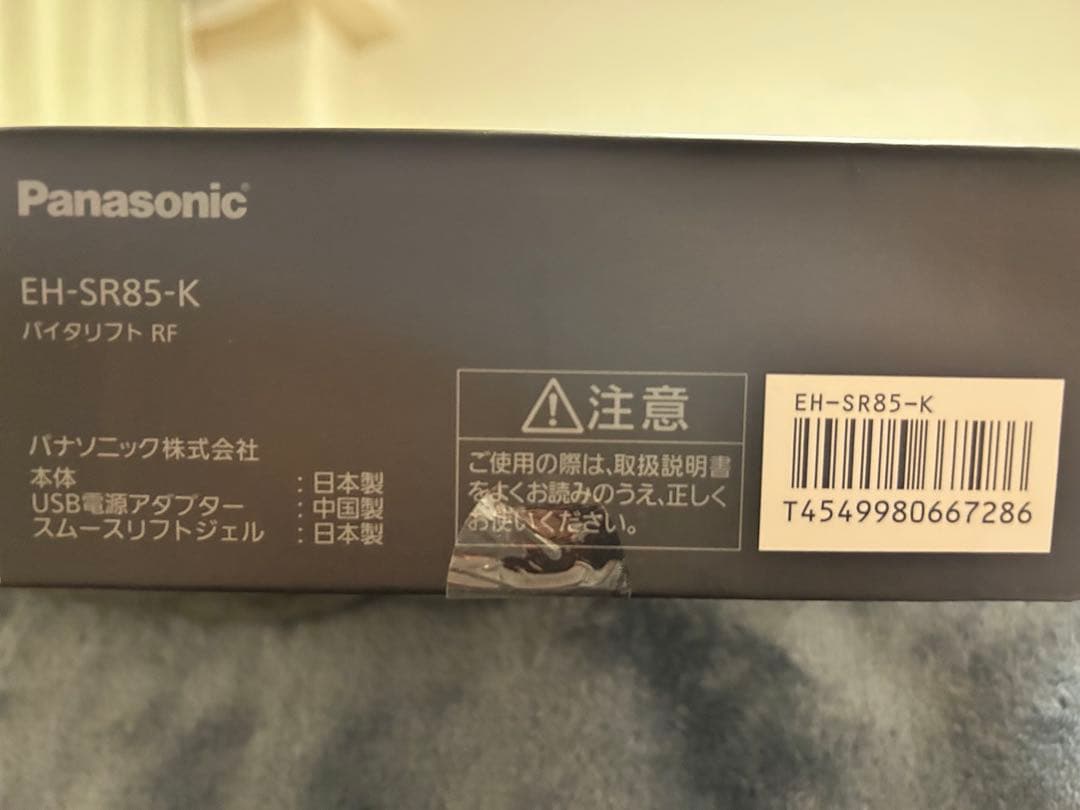 Panasonic®
EH-SR85-K
バイタリフト RF
パナソニック株式会社
本体 : 日本製
USB電源アダプター : 中国製
スムースリフトジェル : 日本製
注意
ご使用の際は、取扱説明書
をよくお読みのうえ、正しく
お使いください。
EH-SR85-K
T4549980667286